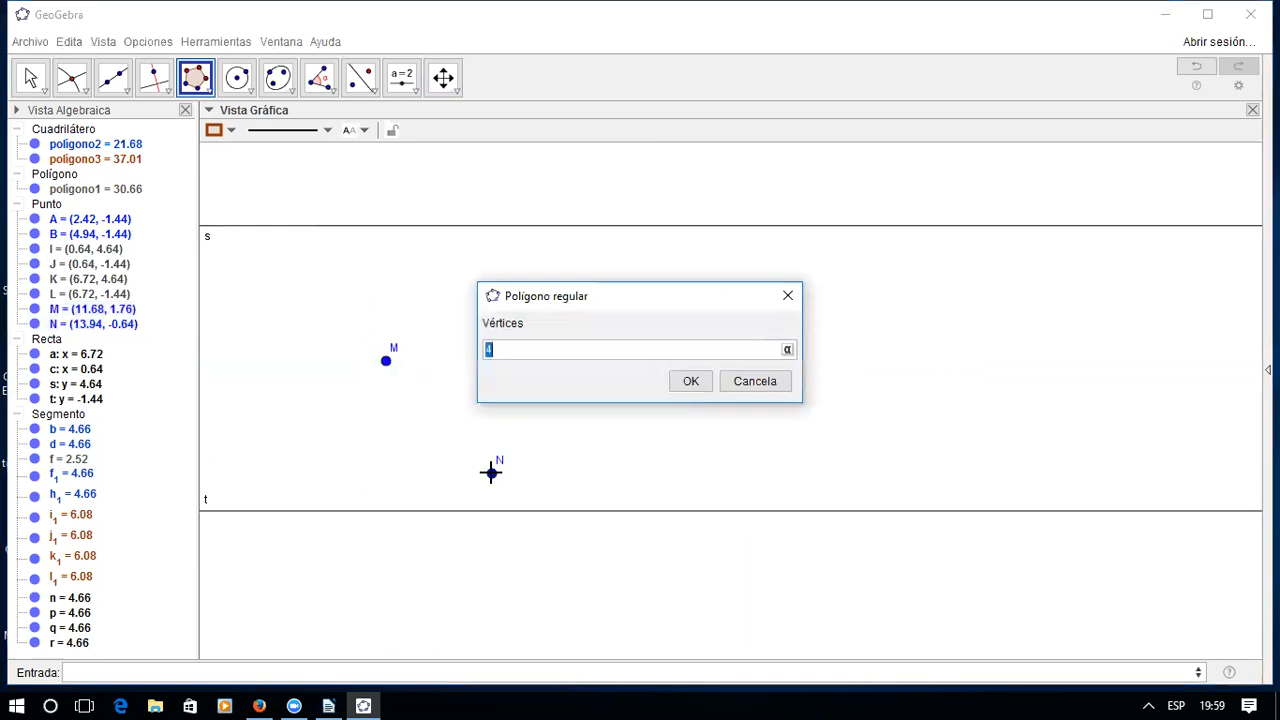 GeoGebra
Archivo Edita Vista Opciones Herramientas Ventana Ayuda Abrir sesión...
a=2
Vista Algebraica
Vista Gráfica
AA
Cuadrilátero
polígono2 = 21.68
polígono3 = 37.01
Polígono
polígono1 = 30.66
Punto
A = (2.42, -1.44)
B = (4.94, -1.44)
I = (0.64, 4.64)
J = (0.64, -1.44)
K = (6.72, 4.64)
L = (6.72, -1.44)
M = (11.68, 1.76)
N = (13.94, -0.64)
Recta
a: x = 6.72
c: x = 0.64
s: y = 4.64
t: y = -1.44
Segmento
b = 4.66
d = 4.66
f = 2.52
f1 = 4.66
h1 = 4.66
i1 = 6.08
j1 = 6.08
k1 = 6.08
l1 = 6.08
n = 4.66
p = 4.66
q = 4.66
r = 4.66
s
M
N
t
Polígono regular
Vértices
4
α
OK Cancela
Entrada:
ESP 19:59